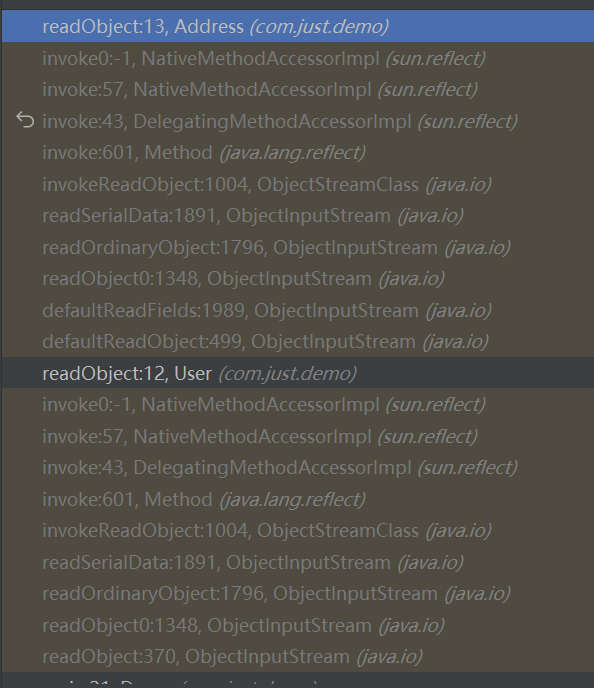 readObject:13, Address (com.just.demo)
invoke0:-1, NativeMethodAccessorImpl (sun.reflect)
invoke:57, NativeMethodAccessorImpl (sun.reflect)
invoke:43, DelegatingMethodAccessorImpl (sun.reflect)
invoke:601, Method (java.lang.reflect)
invokeReadObject:1004, ObjectStreamClass (java.io)
readSerialData:1891, ObjectInputStream (java.io)
readOrdinaryObject:1796, ObjectInputStream (java.io)
readObject0:1348, ObjectInputStream (java.io)
defaultReadFields:1989, ObjectInputStream (java.io)
defaultReadObject:499, ObjectInputStream (java.io)
readObject:12, User (com.just.demo)
invoke0:-1, NativeMethodAccessorImpl (sun.reflect)
invoke:57, NativeMethodAccessorImpl (sun.reflect)
invoke:43, DelegatingMethodAccessorImpl (sun.reflect)
invoke:601, Method (java.lang.reflect)
invokeReadObject:1004, ObjectStreamClass (java.io)
readSerialData:1891, ObjectInputStream (java.io)
readOrdinaryObject:1796, ObjectInputStream (java.io)
readObject0:1348, ObjectInputStream (java.io)
readObject:370, ObjectInputStream (java.io)